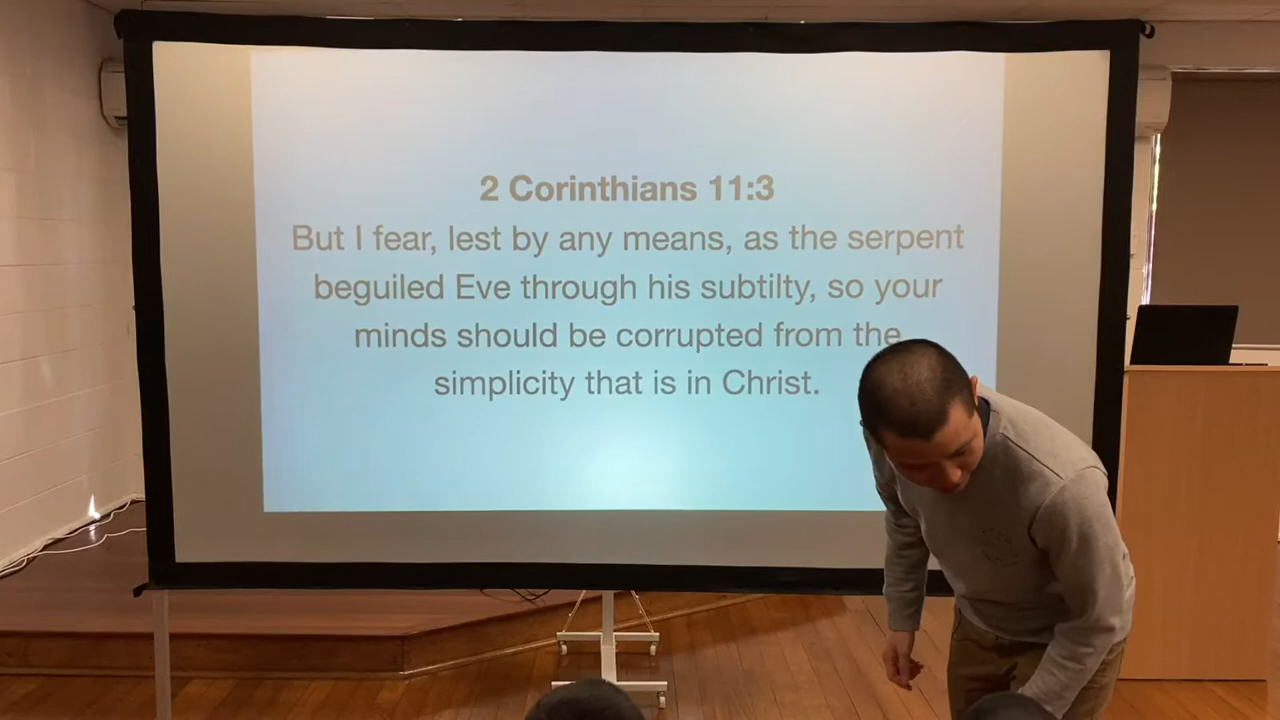 2 Corinthians 11:3
But I fear, lest by any means, as the serpent
beguiled Eve through his subtilty, so your
minds should be corrupted from the
simplicity that is in Christ.